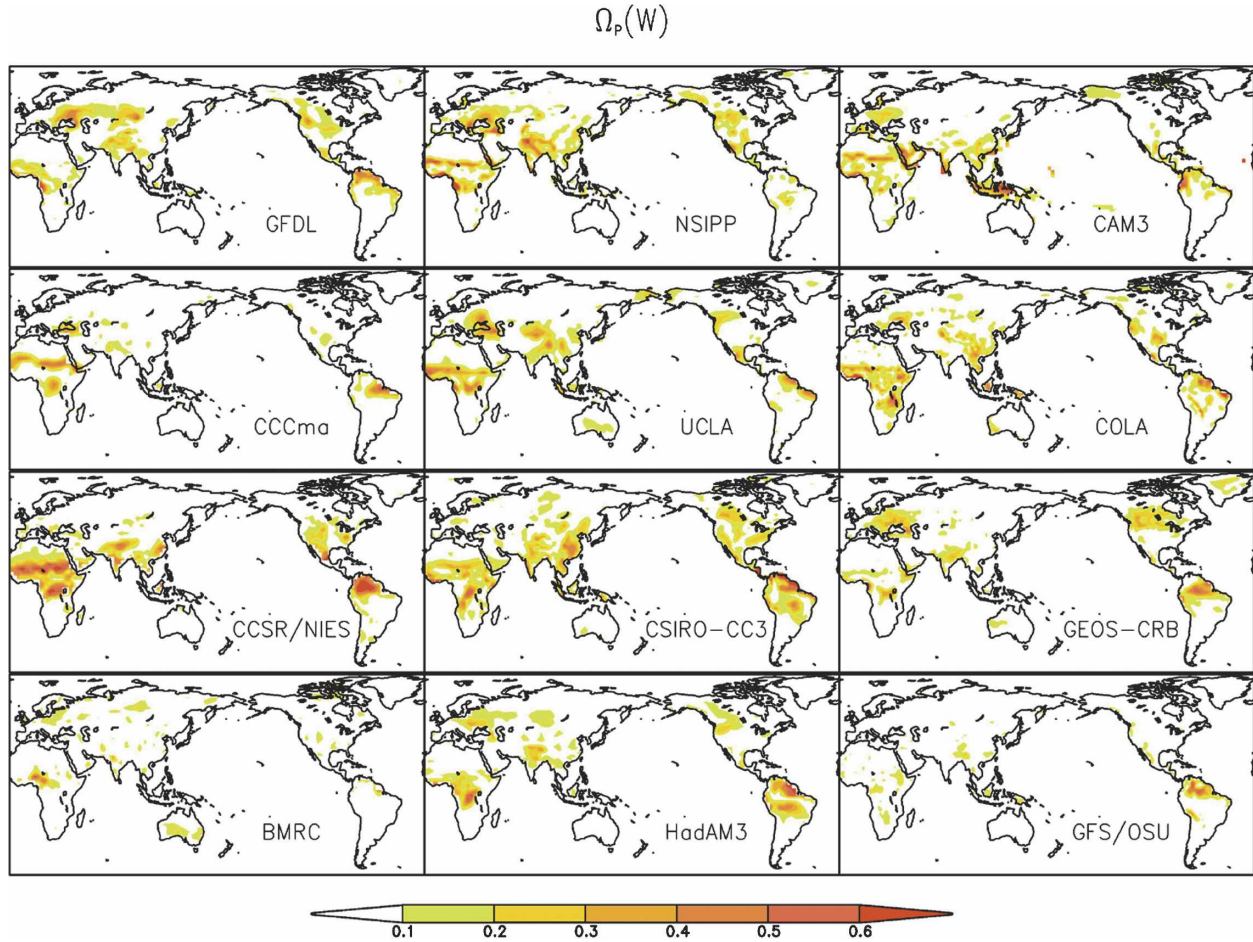 Ωₚ(W)
GFDL NSIPP CAM3
CCCma UCLA COLA
CCSR/NIES CSIRO-CC3 GEOS-CRB
BMRC HadAM3 GFS/OSU
0.1 0.2 0.3 0.4 0.5 0.6